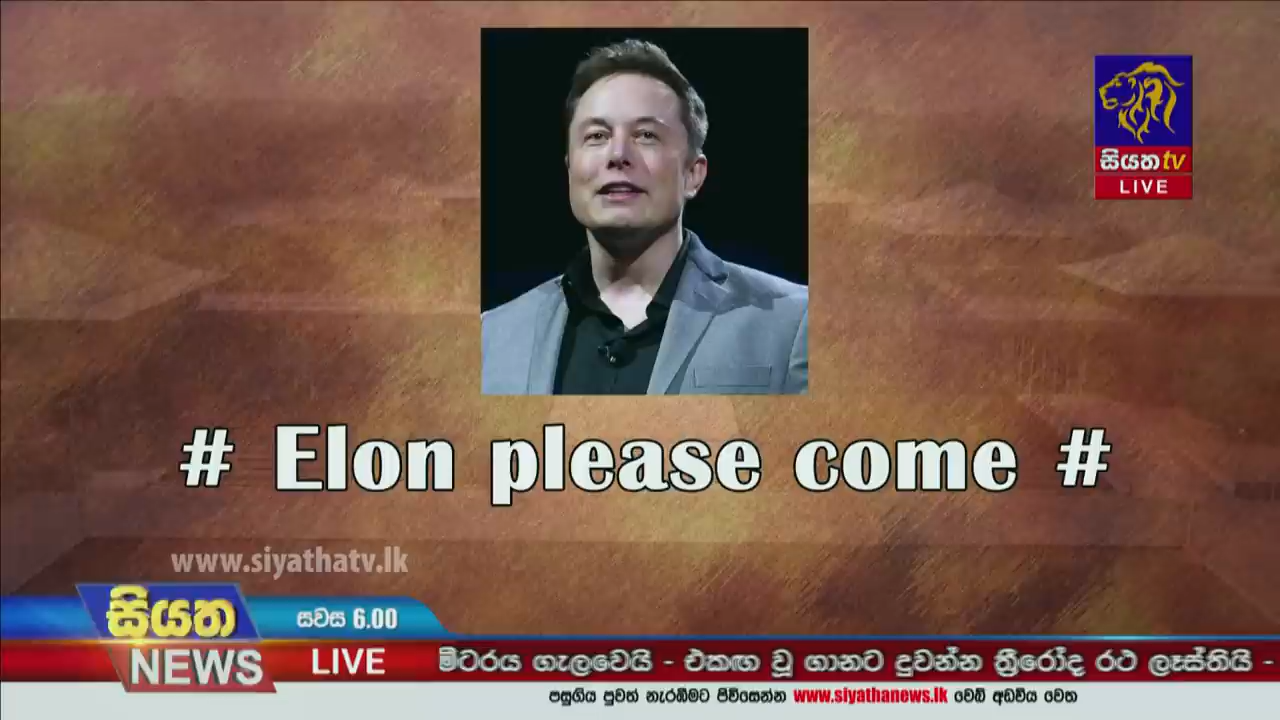 සියත tv
LIVE
# Elon please come #
www.siyathatv.lk
සියත
සවස 6.00
NEWS
LIVE
මීටරය ගැලවෙයි - එකඟ වූ ගානට දුවන්න ත්‍රීරෝද රථ ලෑස්තියි -
පසුගිය පුවත් නැරඹීමට පිවිසෙන්න www.siyathanews.lk වෙබ් අඩවිය වෙත